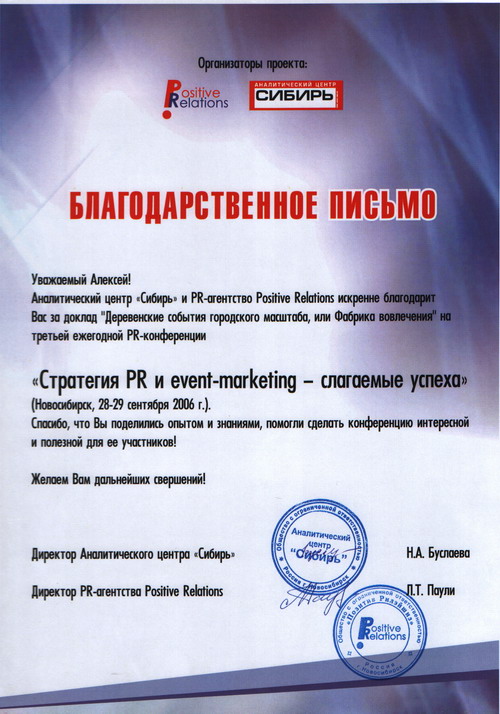 Организаторы проекта:
Positive Relations
АНАЛИТИЧЕСКИЙ ЦЕНТР
СИБИРЬ
БЛАГОДАРСТВЕННОЕ ПИСЬМО
Уважаемый Алексей!
Аналитический центр «Сибирь» и PR-агентство Positive Relations искренне благодарит
Вас за доклад "Деревенские события городского масштаба, или Фабрика вовлечения" на
третьей ежегодной PR-конференции
«Стратегия PR и event-marketing – слагаемые успеха»
(Новосибирск, 28-29 сентября 2006 г.).
Спасибо, что Вы поделились опытом и знаниями, помогли сделать конференцию интересной
и полезной для ее участников!
Желаем Вам дальнейших свершений!
Общество с ограниченной ответственностью
Аналитический
центр
"Сибирь"
Россия г.Новосибирск
Директор Аналитического центра «Сибирь»
Н.А. Буслаева
Директор PR-агентства Positive Relations
П.Т. Паули
Общество с ограниченной ответственностью
Positive Relations
Россия
г.Новосибирск